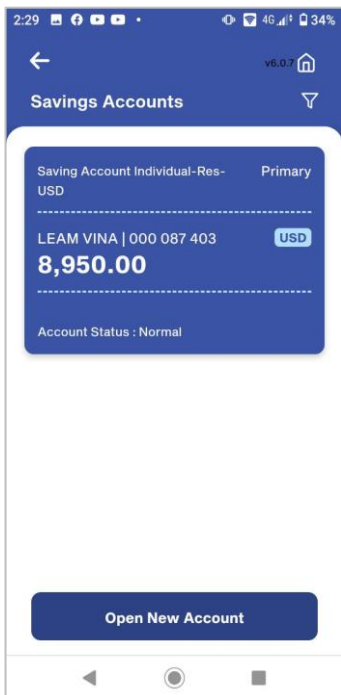 2:29 4G 34%
v6.0.7
Savings Accounts
Saving Account Individual-Res- Primary
USD
LEAM VINA | 000 087 403 USD
8,950.00
Account Status : Normal
Open New Account